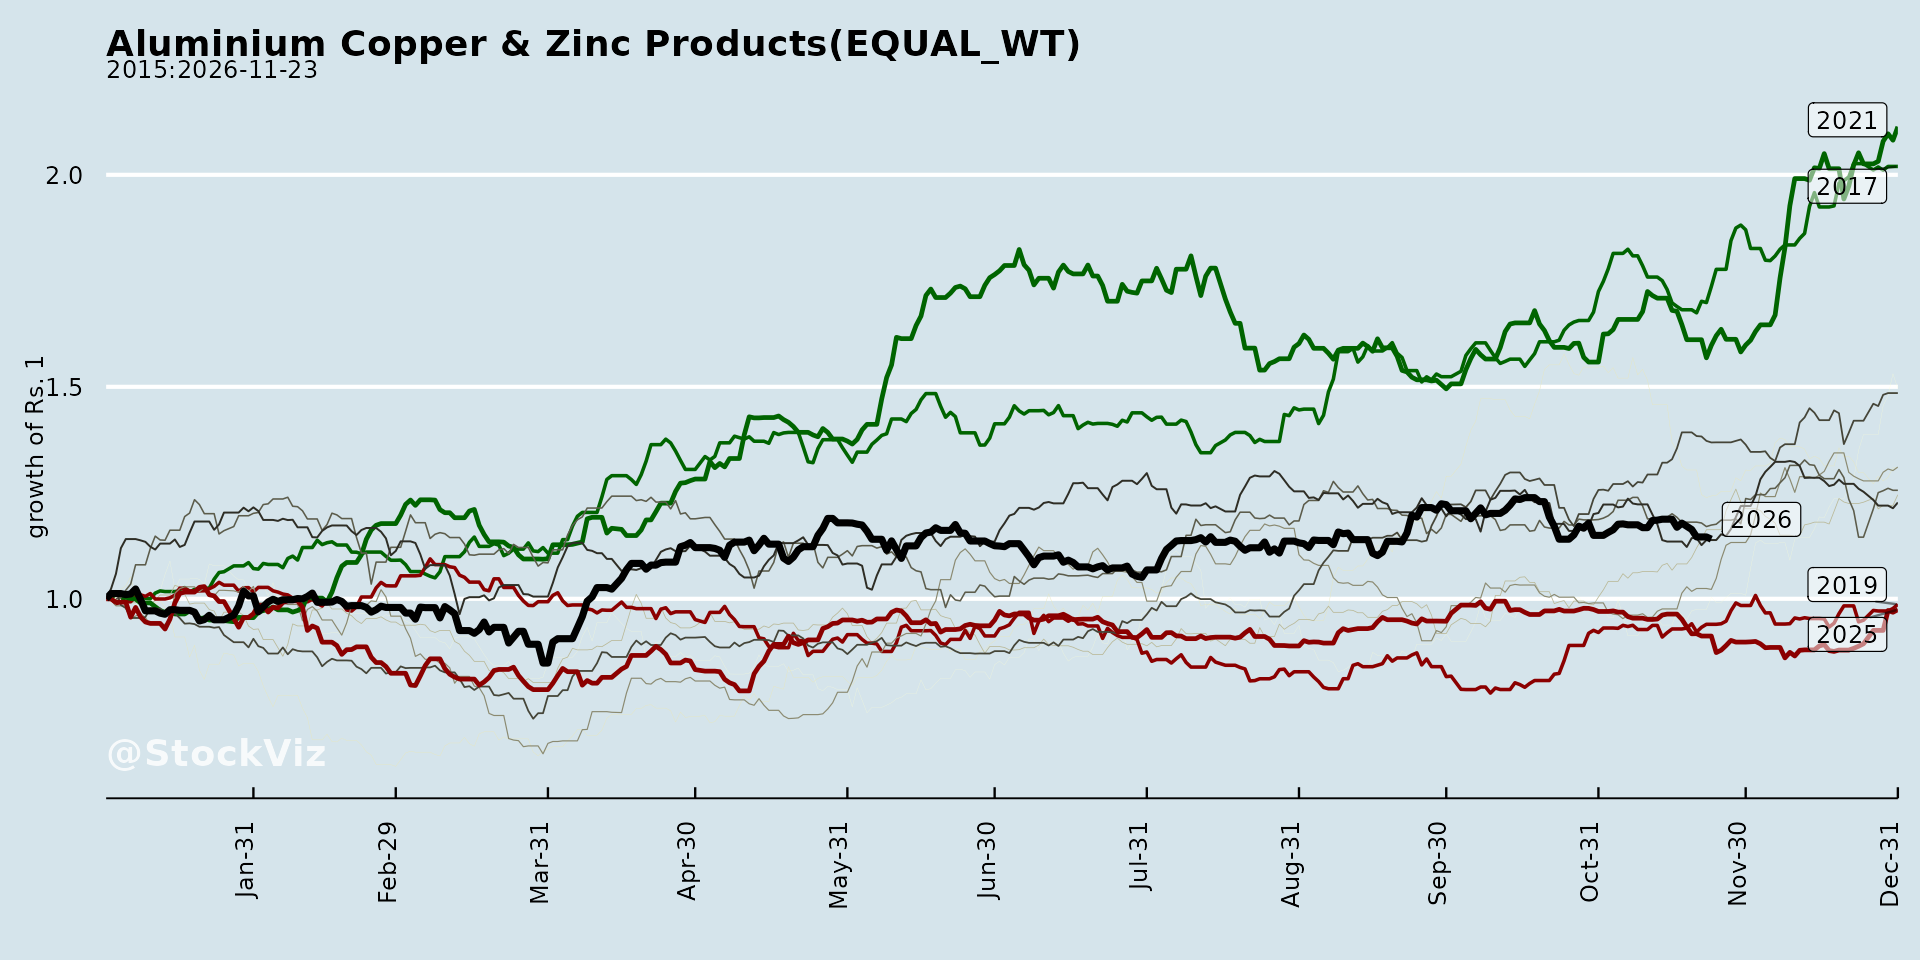 Aluminium Copper & Zinc Products(EQUAL_WT)
2015:2026-11-23
growth of Rs. 1
2.0
1.5
1.0
2021
2017
2026
2019
2025
@StockViz
Jan-31
Feb-29
Mar-31
Apr-30
May-31
Jun-30
Jul-31
Aug-31
Sep-30
Oct-31
Nov-30
Dec-31